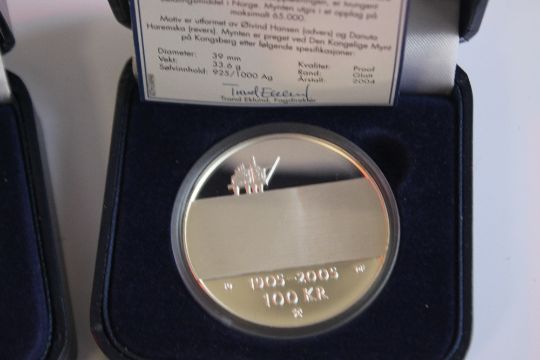 betalingsmiddel i Norge. Mynten utgis i et opplag på
maksimalt 65.000.
Motiv er utformet av Øivind Hansen (advers) og Danuta
Haremska (revers). Mynten er preget ved Den Kongelige Mynt
på Kongsberg etter følgende spesifikasjoner:
Diameter: 39 mm Kvalitet: Proof
Vekt: 33.6 g Rand: Glatt
Sølvinnhold: 925/1000 Ag Årstall: 2004
Trond Eklund, Fagdirektør
1905-2005
100 KR